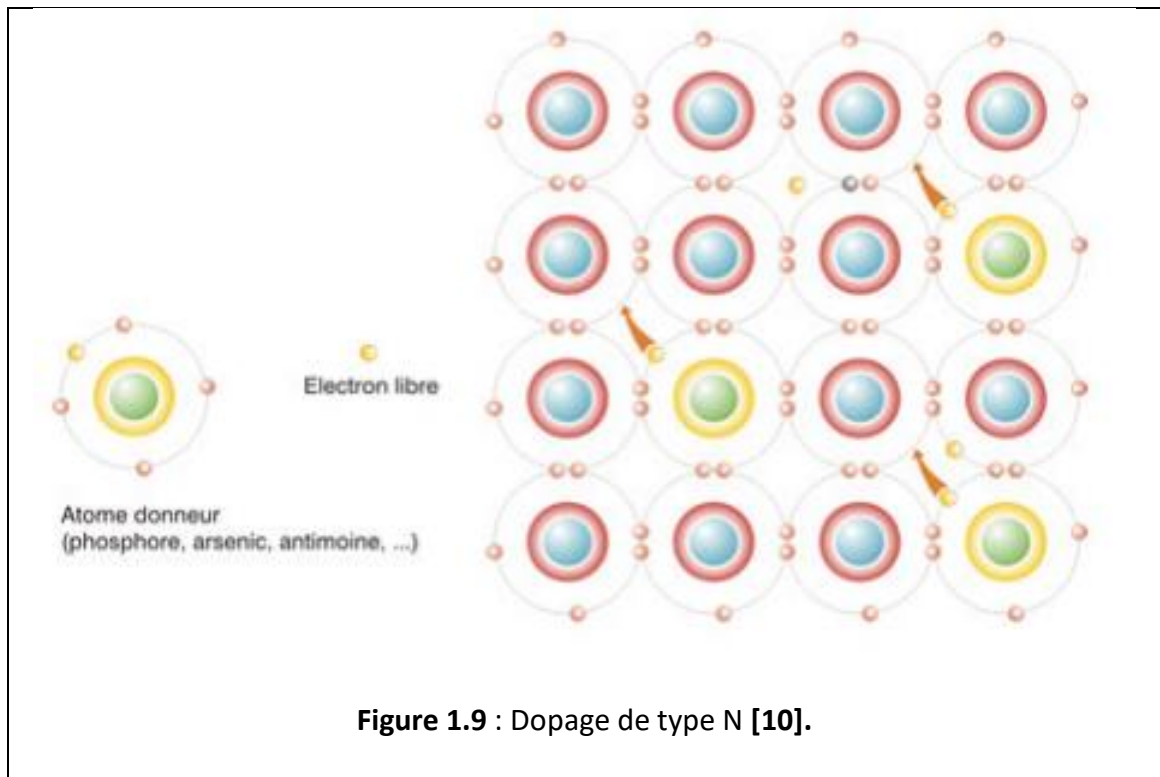 Electron libre
Atome donneur
(phosphore, arsenic, antimoine, ...)
Figure 1.9 : Dopage de type N [10].